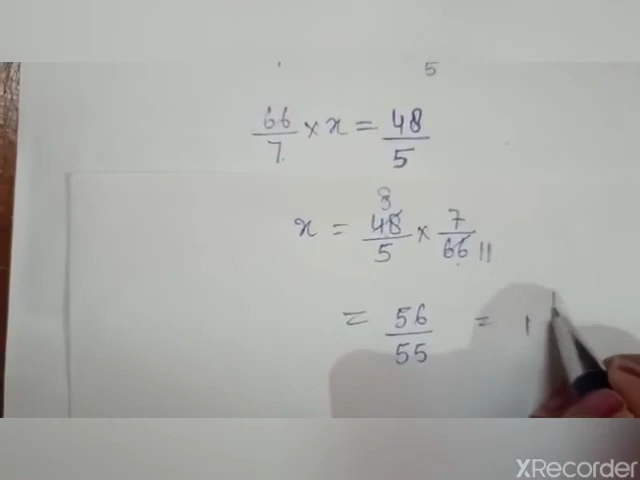 5
66/7 × x = 48/5
8
x = 48/5 × 7/66 11
= 56/55 = 1
XRecorder